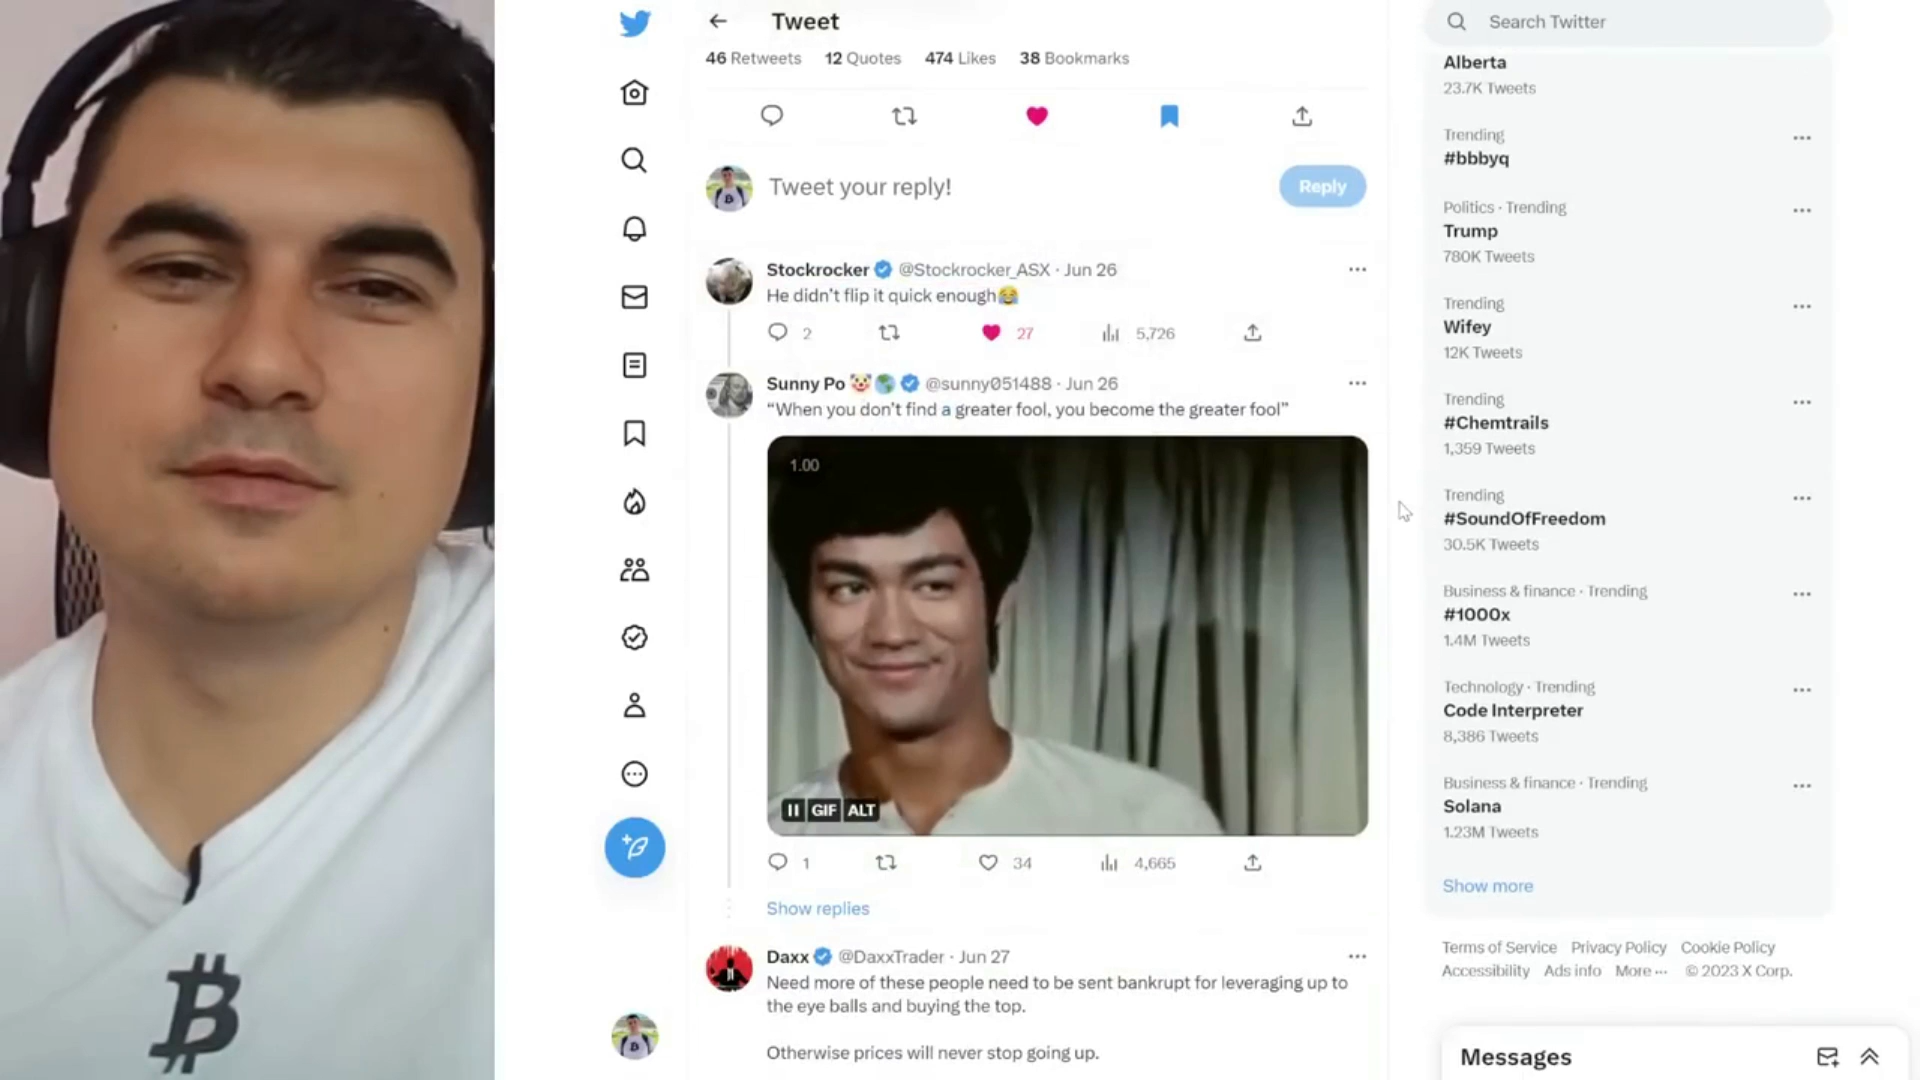 Tweet
46 Retweets 12 Quotes 474 Likes 38 Bookmarks
Tweet your reply!
Reply
Stockrocker @Stockrocker_ASX · Jun 26
He didn't flip it quick enough😂
2 27 5,726
Sunny Po 🤡🌎 @sunny051488 · Jun 26
“When you don't find a greater fool, you become the greater fool”
1.00
GIF ALT
1 34 4,665
Show replies
Daxx @DaxxTrader · Jun 27
Need more of these people need to be sent bankrupt for leveraging up to
the eye balls and buying the top.
Otherwise prices will never stop going up.
Search Twitter
Alberta
23.7K Tweets
Trending
#bbbyq
Politics · Trending
Trump
780K Tweets
Trending
Wifey
12K Tweets
Trending
#Chemtrails
1,359 Tweets
Trending
#SoundOfFreedom
30.5K Tweets
Business & finance · Trending
#1000x
1.4M Tweets
Technology · Trending
Code Interpreter
8,386 Tweets
Business & finance · Trending
Solana
1.23M Tweets
Show more
Terms of Service Privacy Policy Cookie Policy
Accessibility Ads info More ··· © 2023 X Corp.
Messages